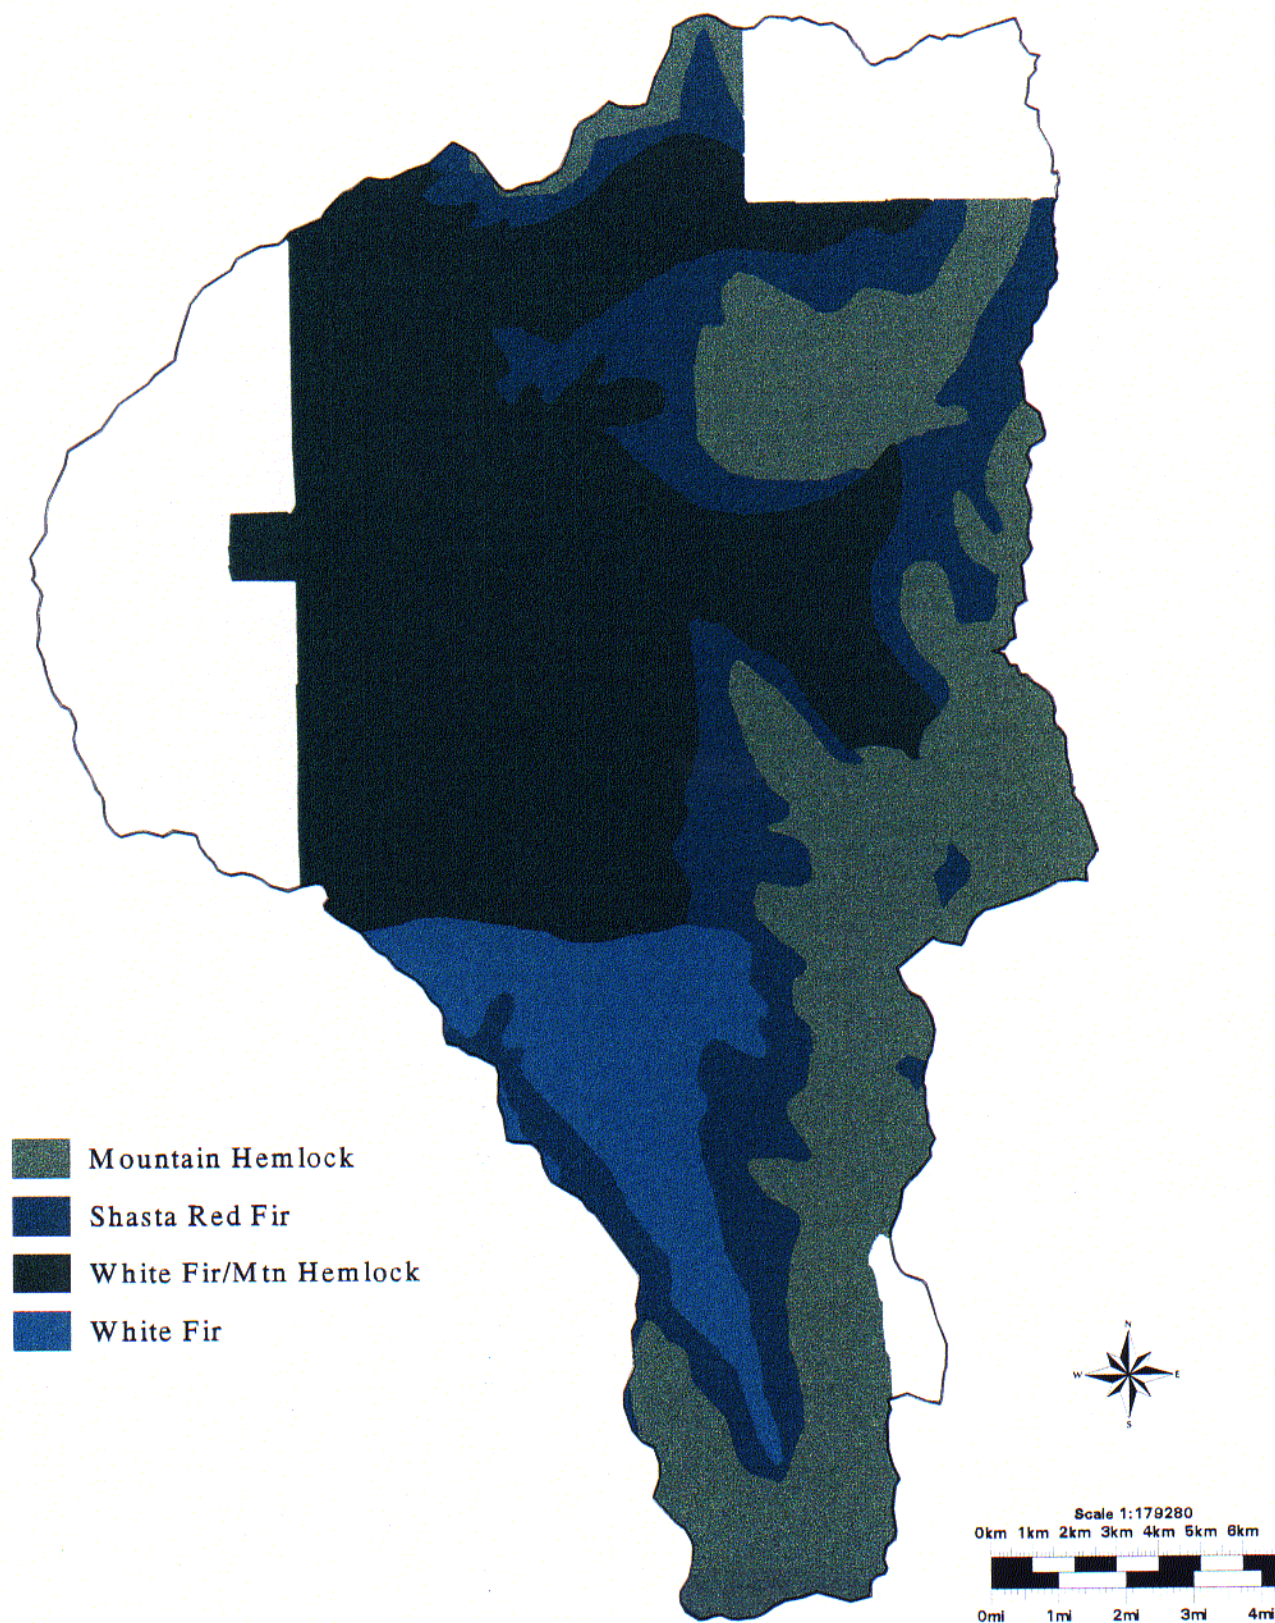 Mountain Hemlock
Shasta Red Fir
White Fir/Mtn Hemlock
White Fir
N
W E
S
Scale 1:179280
0km 1km 2km 3km 4km 5km 6km
0mi 1mi 2mi 3mi 4mi